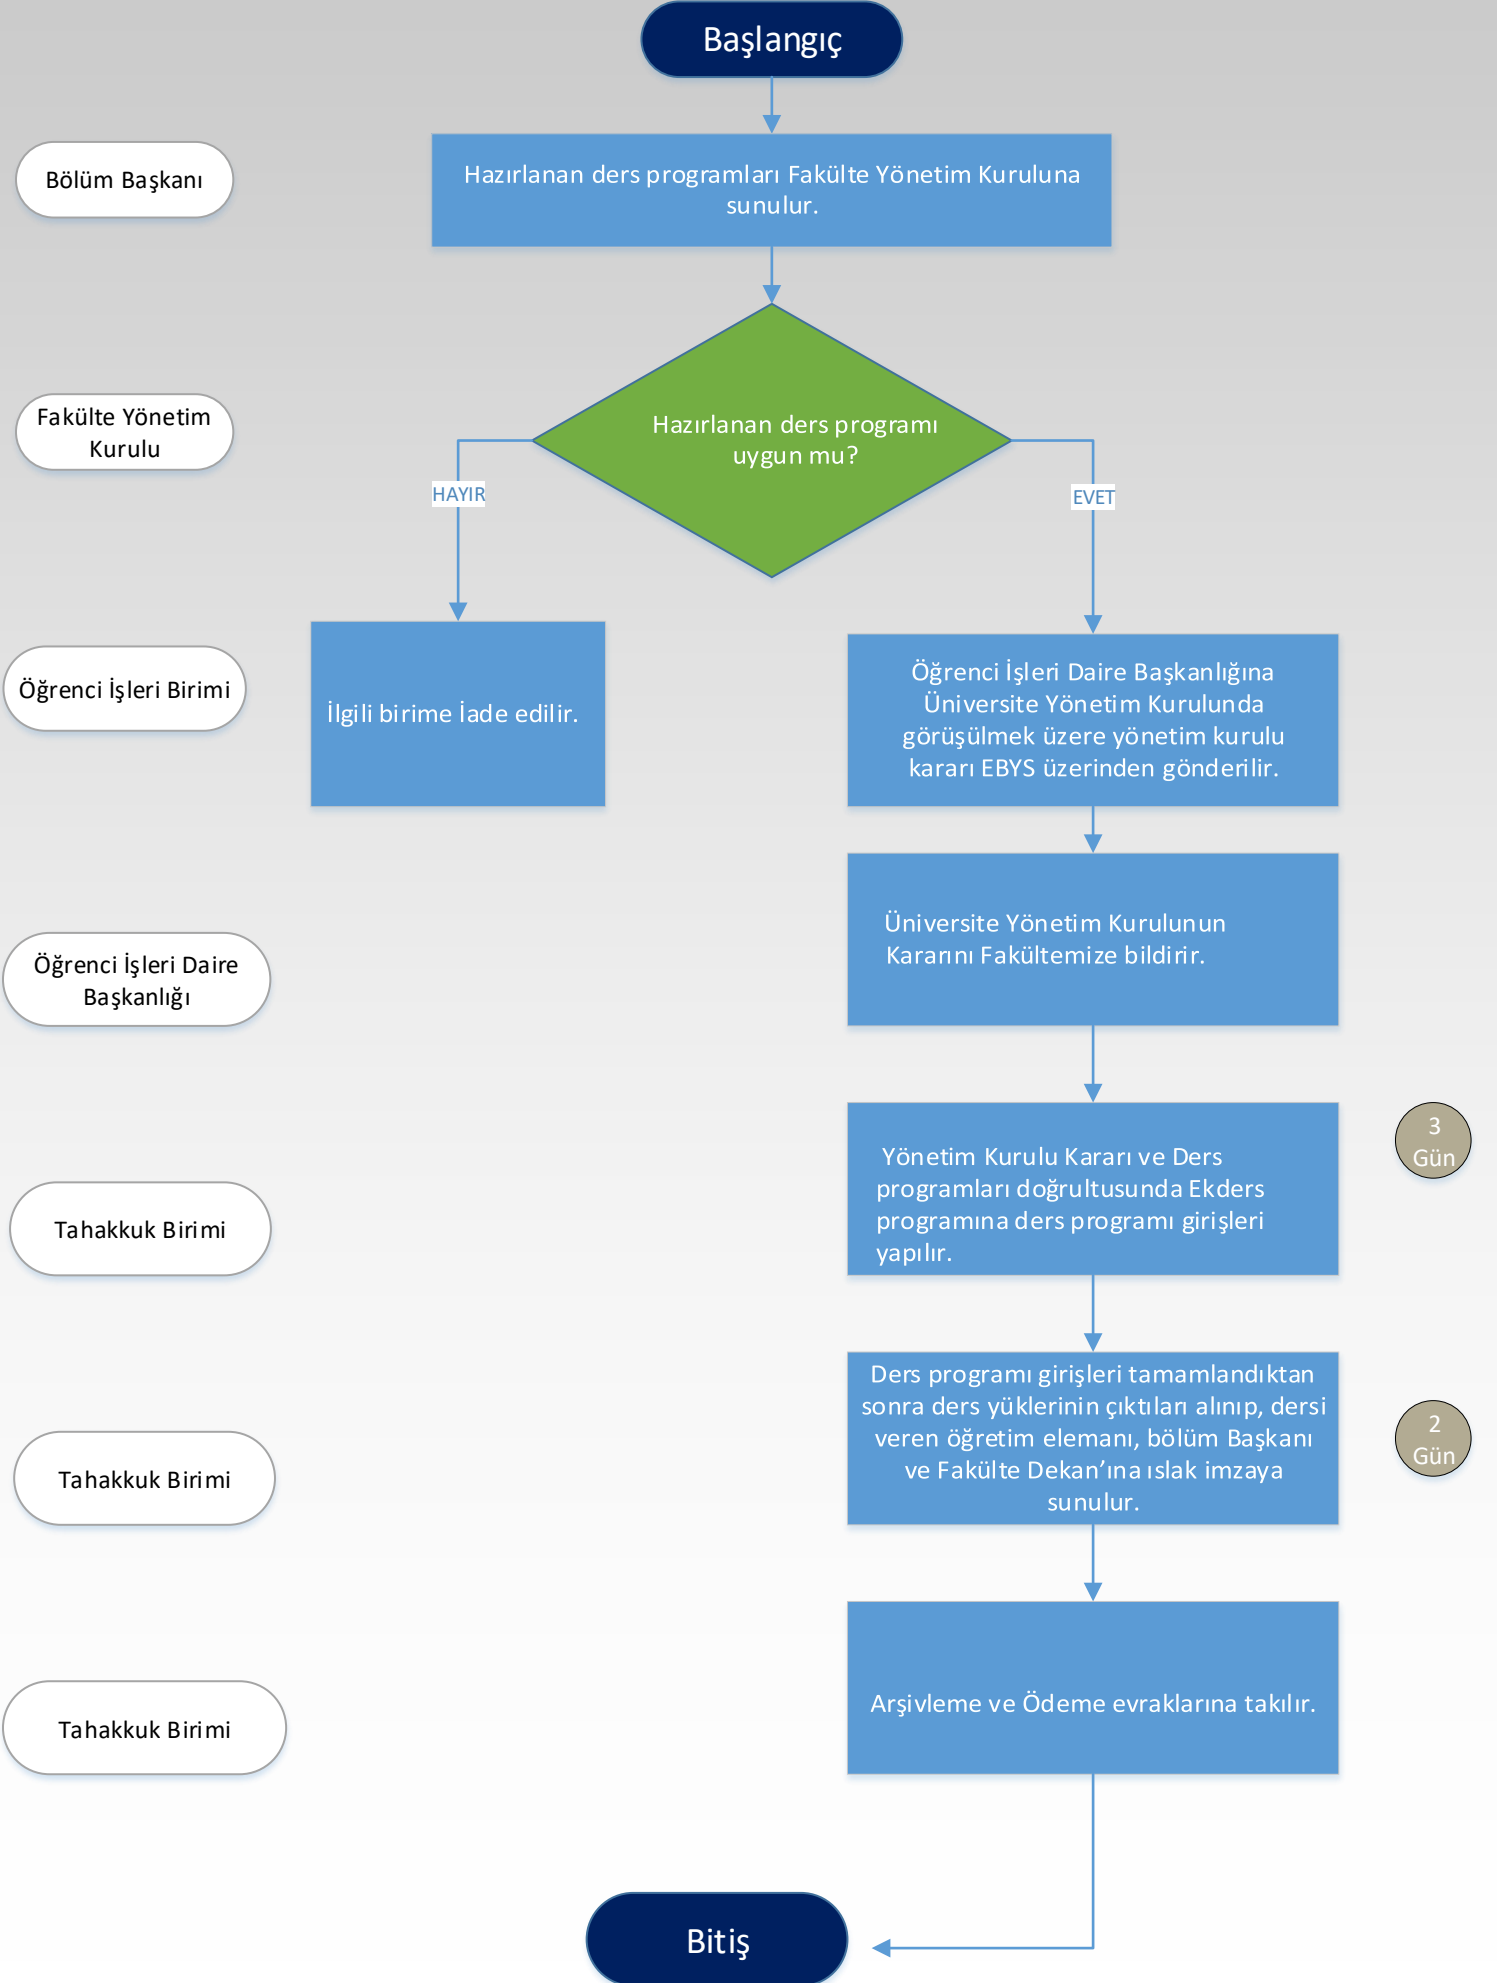 Başlangıç
Bölüm Başkanı
Hazırlanan ders programları Fakülte Yönetim Kuruluna
sunulur.
Fakülte Yönetim
Kurulu
Hazırlanan ders programı
uygun mu?
HAYIR
EVET
Öğrenci İşleri Birimi
İlgili birime İade edilir.
Öğrenci İşleri Daire Başkanlığına
Üniversite Yönetim Kurulunda
görüşülmek üzere yönetim kurulu
kararı EBYS üzerinden gönderilir.
Öğrenci İşleri Daire
Başkanlığı
Üniversite Yönetim Kurulunun
Kararını Fakültemize bildirir.
Tahakkuk Birimi
Yönetim Kurulu Kararı ve Ders
programları doğrultusunda Ekders
programına ders programı girişleri
yapılır.
3
Gün
Tahakkuk Birimi
Ders programı girişleri tamamlandıktan
sonra ders yüklerinin çıktıları alınıp, dersi
veren öğretim elemanı, bölüm Başkanı
ve Fakülte Dekan’ına ıslak imzaya
sunulur.
2
Gün
Tahakkuk Birimi
Arşivleme ve Ödeme evraklarına takılır.
Bitiş